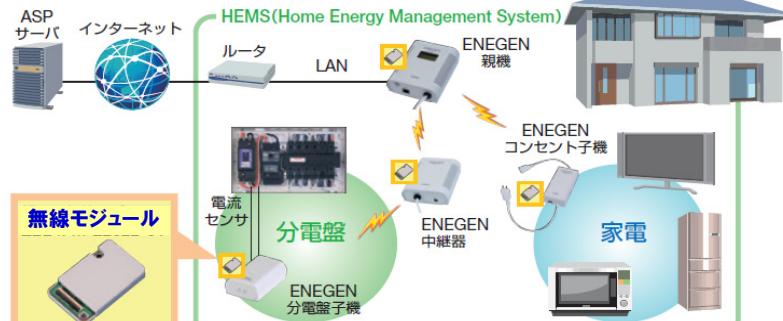 ASP
サーバ
インターネット
ルータ
LAN
HEMS(Home Energy Management System)
ENEGEN
親機
ENEGEN
コンセント子機
電流
センサ
分電盤
ENEGEN
中継器
家電
無線モジュール
ENEGEN
分電盤子機